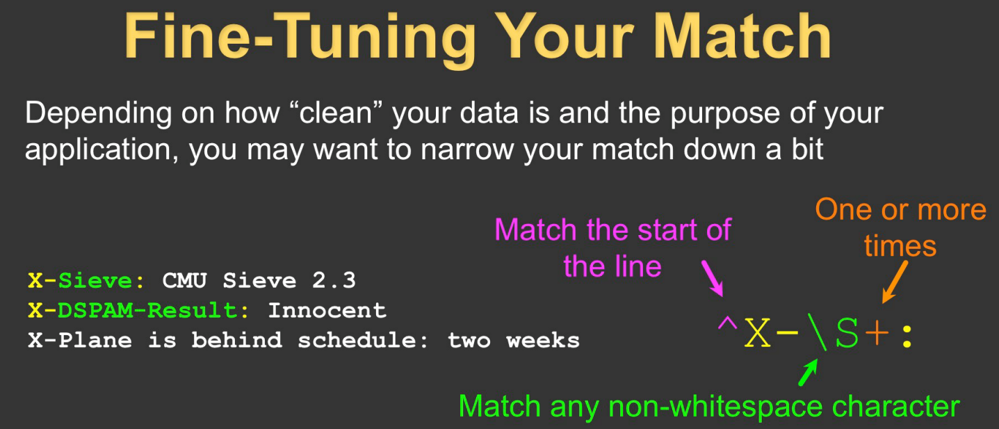 Fine-Tuning Your Match
Depending on how “clean” your data is and the purpose of your
application, you may want to narrow your match down a bit
One or more
times
Match the start of
the line
X-Sieve: CMU Sieve 2.3
X-DSPAM-Result: Innocent
X-Plane is behind schedule: two weeks
^X-\S+:
Match any non-whitespace character